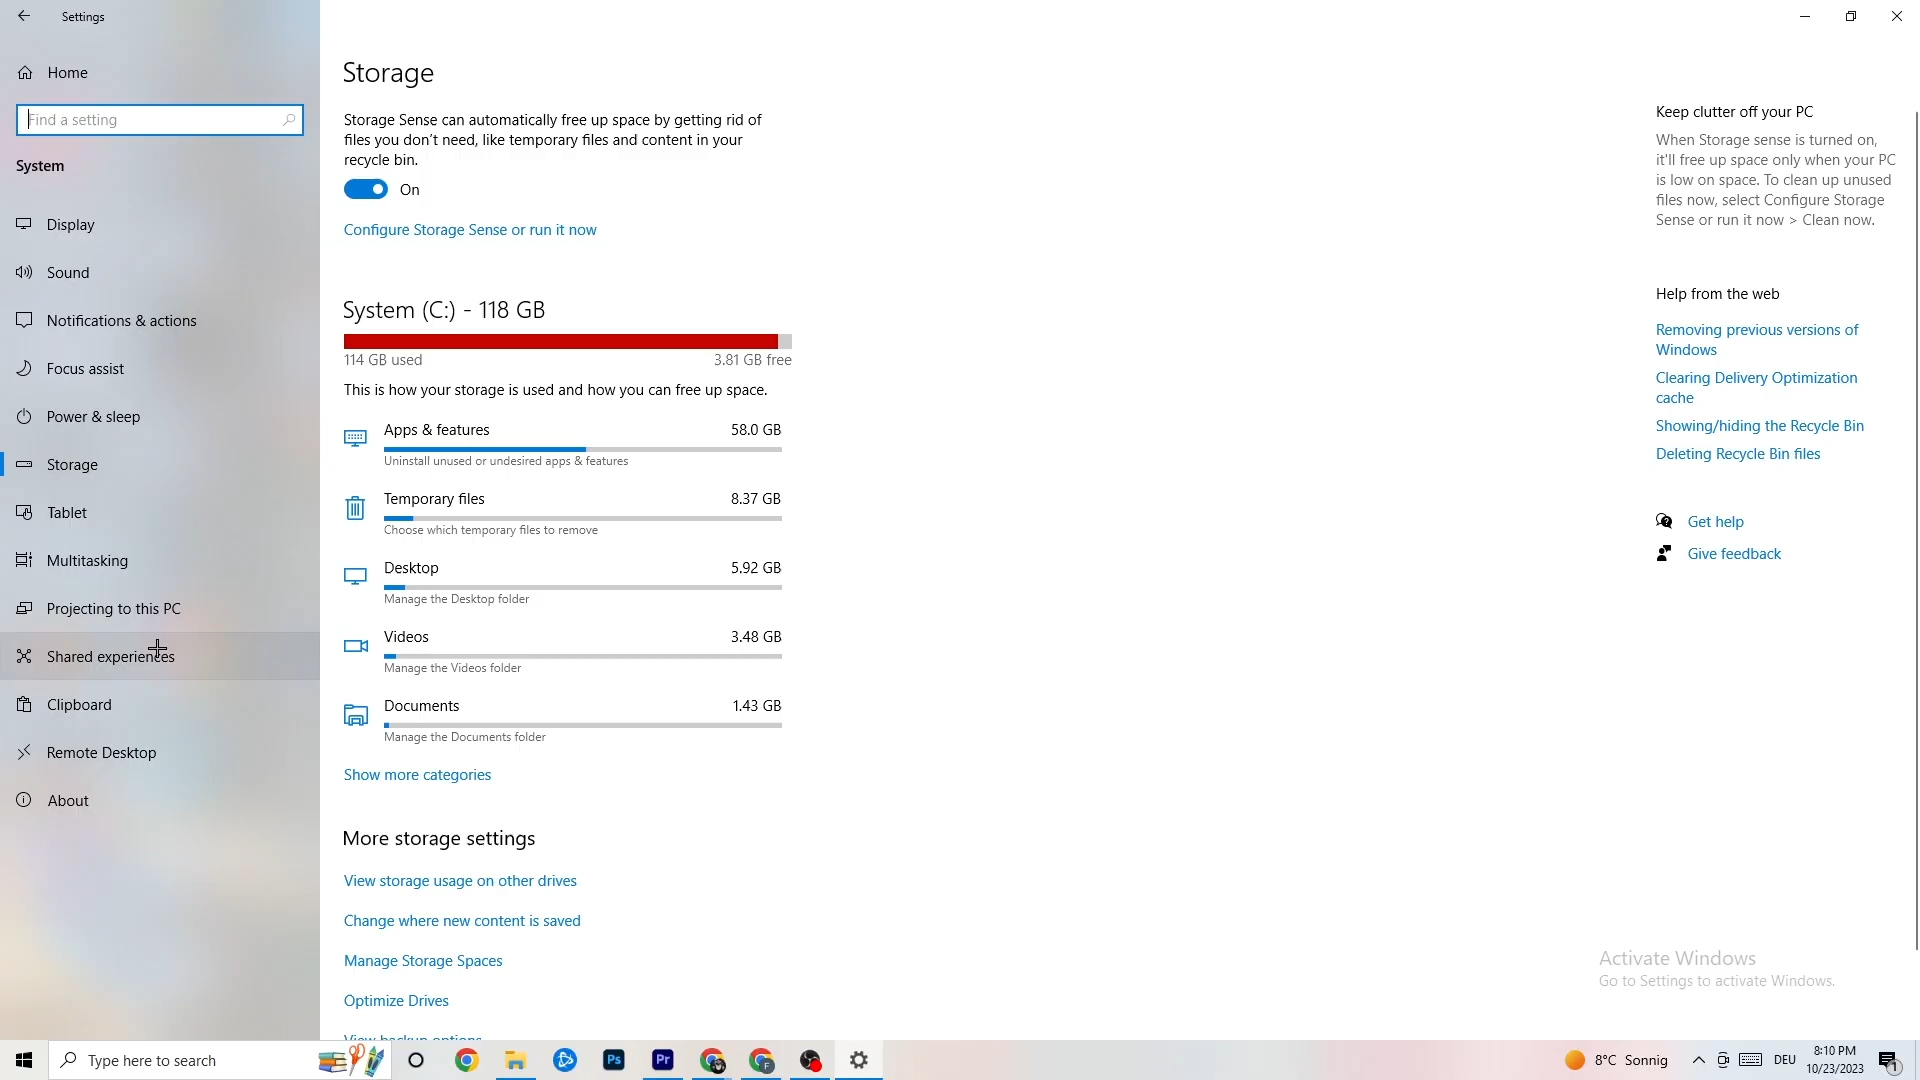 Settings
Home
Find a setting
System
Display
Sound
Notifications & actions
Focus assist
Power & sleep
Storage
Tablet
Multitasking
Projecting to this PC
Shared experiences
Clipboard
Remote Desktop
About
Storage
Storage Sense can automatically free up space by getting rid of
files you don't need, like temporary files and content in your
recycle bin.
On
Configure Storage Sense or run it now
System (C:) - 118 GB
114 GB used 3.81 GB free
This is how your storage is used and how you can free up space.
Apps & features 58.0 GB
Uninstall unused or undesired apps & features
Temporary files 8.37 GB
Choose which temporary files to remove
Desktop 5.92 GB
Manage the Desktop folder
Videos 3.48 GB
Manage the Videos folder
Documents 1.43 GB
Manage the Documents folder
Show more categories
More storage settings
View storage usage on other drives
Change where new content is saved
Manage Storage Spaces
Optimize Drives
View backup options
Keep clutter off your PC
When Storage sense is turned on,
it'll free up space only when your PC
is low on space. To clean up unused
files now, select Configure Storage
Sense or run it now > Clean now.
Help from the web
Removing previous versions of
Windows
Clearing Delivery Optimization
cache
Showing/hiding the Recycle Bin
Deleting Recycle Bin files
Get help
Give feedback
Activate Windows
Go to Settings to activate Windows.
Type here to search
Ps
Pr
F
8°C Sonnig
DEU
8:10 PM
10/23/2023
1